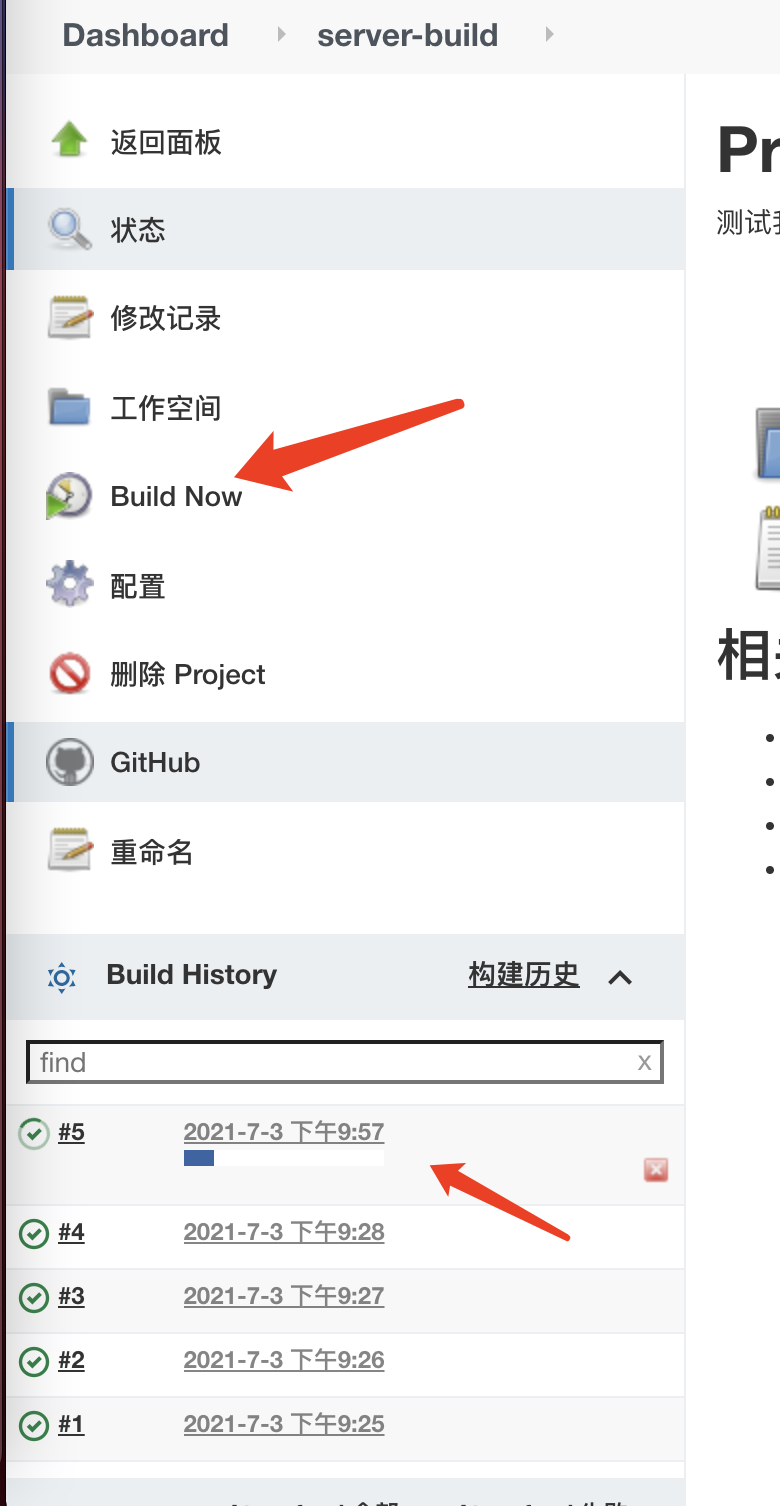 Dashboard server-build
返回面板
状态
修改记录
工作空间
Build Now
配置
删除 Project
GitHub
重命名
Build History 构建历史
find x
#5 2021-7-3 下午9:57
#4 2021-7-3 下午9:28
#3 2021-7-3 下午9:27
#2 2021-7-3 下午9:26
#1 2021-7-3 下午9:25
Pr
测试
相